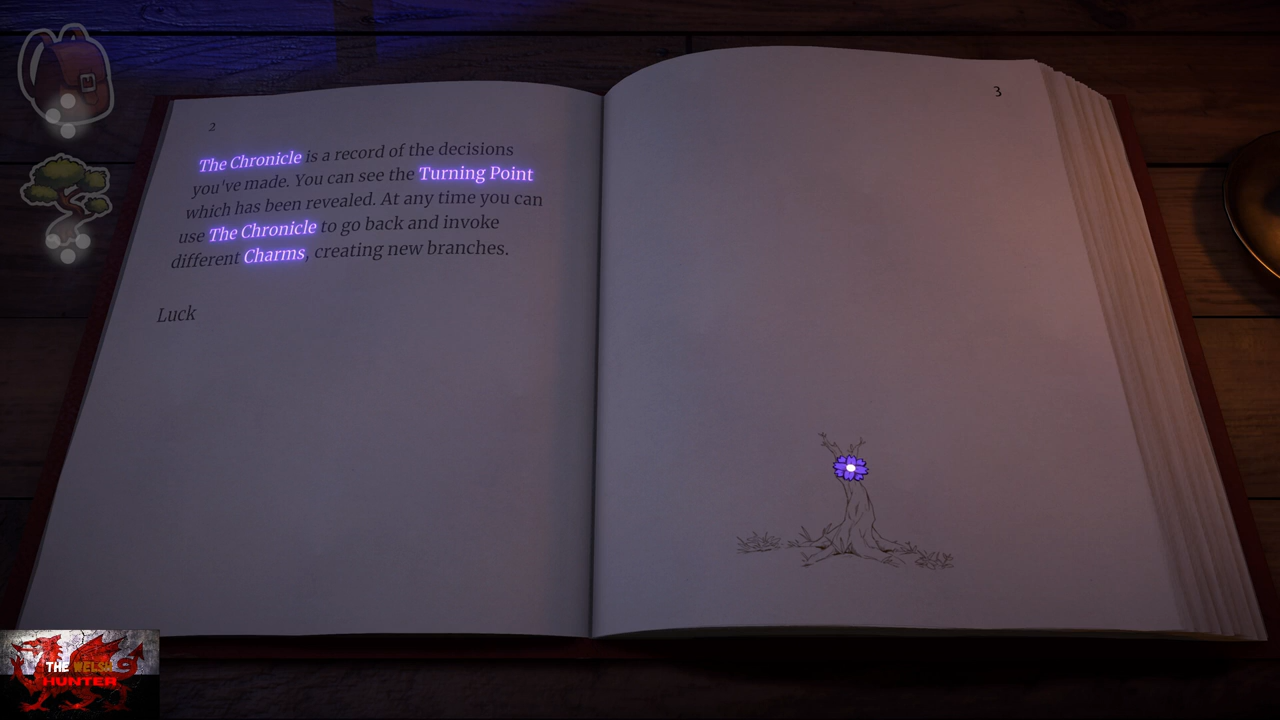 2
The Chronicle is a record of the decisions
you've made. You can see the Turning Point
which has been revealed. At any time you can
use The Chronicle to go back and invoke
different Charms, creating new branches.
Luck
3
THE WELSH
HUNTER